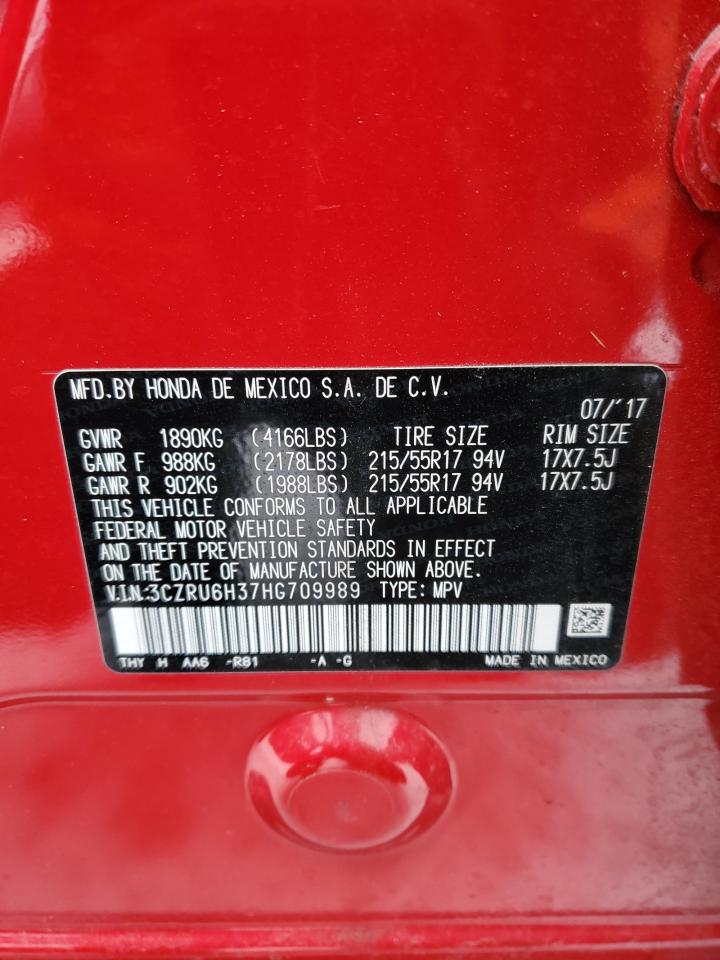 MFD.BY HONDA DE MEXICO S.A. DE C.V.
07/'17
GVWR 1890KG (4166LBS) TIRE SIZE RIM SIZE
GAWR F 988KG (2178LBS) 215/55R17 94V 17X7.5J
GAWR R 902KG (1988LBS) 215/55R17 94V 17X7.5J
THIS VEHICLE CONFORMS TO ALL APPLICABLE
FEDERAL MOTOR VEHICLE SAFETY
AND THEFT PREVENTION STANDARDS IN EFFECT
ON THE DATE OF MANUFACTURE SHOWN ABOVE.
V.I.N:3CZRU6H37HG709989 TYPE: MPV
THY H AA6 -R81 -A -G MADE IN MEXICO